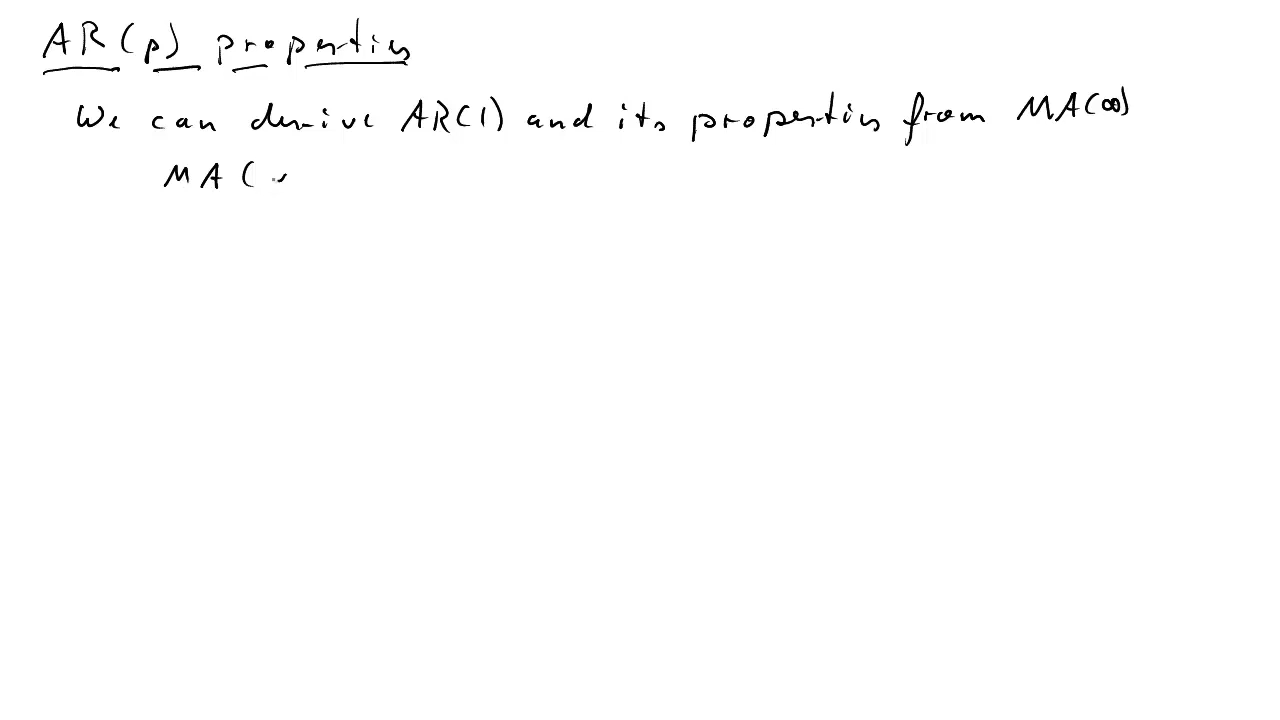 AR(p) properties
We can derive AR(1) and its properties from MA(∞)
MA(